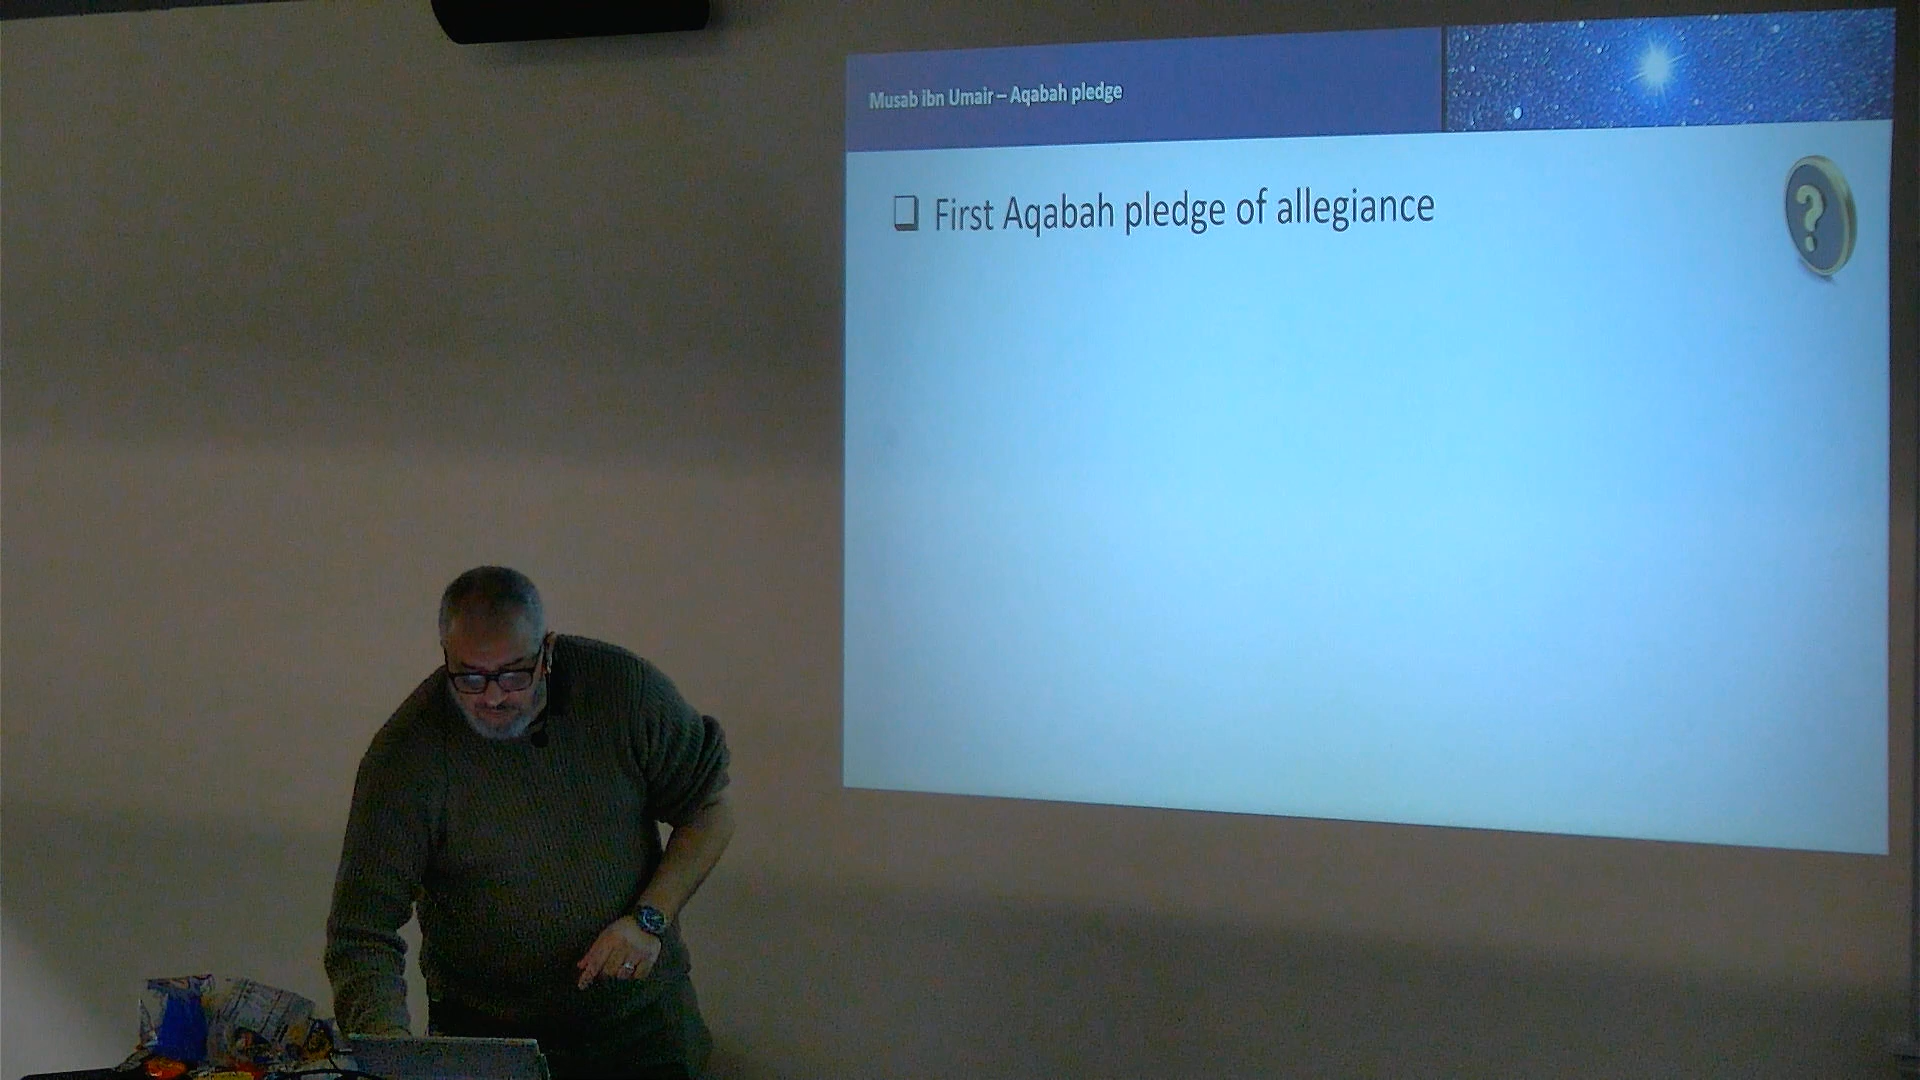 Musab ibn Umair – Aqabah pledge
❑ First Aqabah pledge of allegiance
?